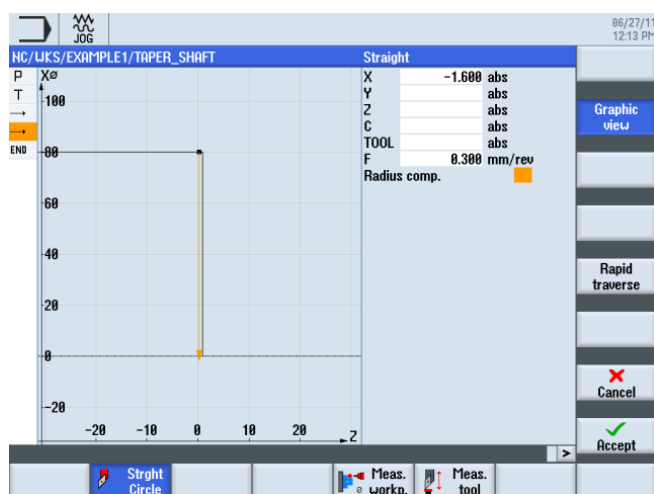 JOG
06/27/11
12:13 PM
NC/WKS/EXAMPLE1/TAPER_SHAFT
Straight
P
T
END
XØ
100
80
60
40
20
0
-20
-20 -10 0 10 20
Z
X -1.600 abs
Y abs
Z abs
C abs
TOOL abs
F 0.300 mm/rev
Radius comp.
Graphic
view
Rapid
traverse
Cancel
Accept
>
Strght
Circle
Meas.
workp.
Meas.
tool